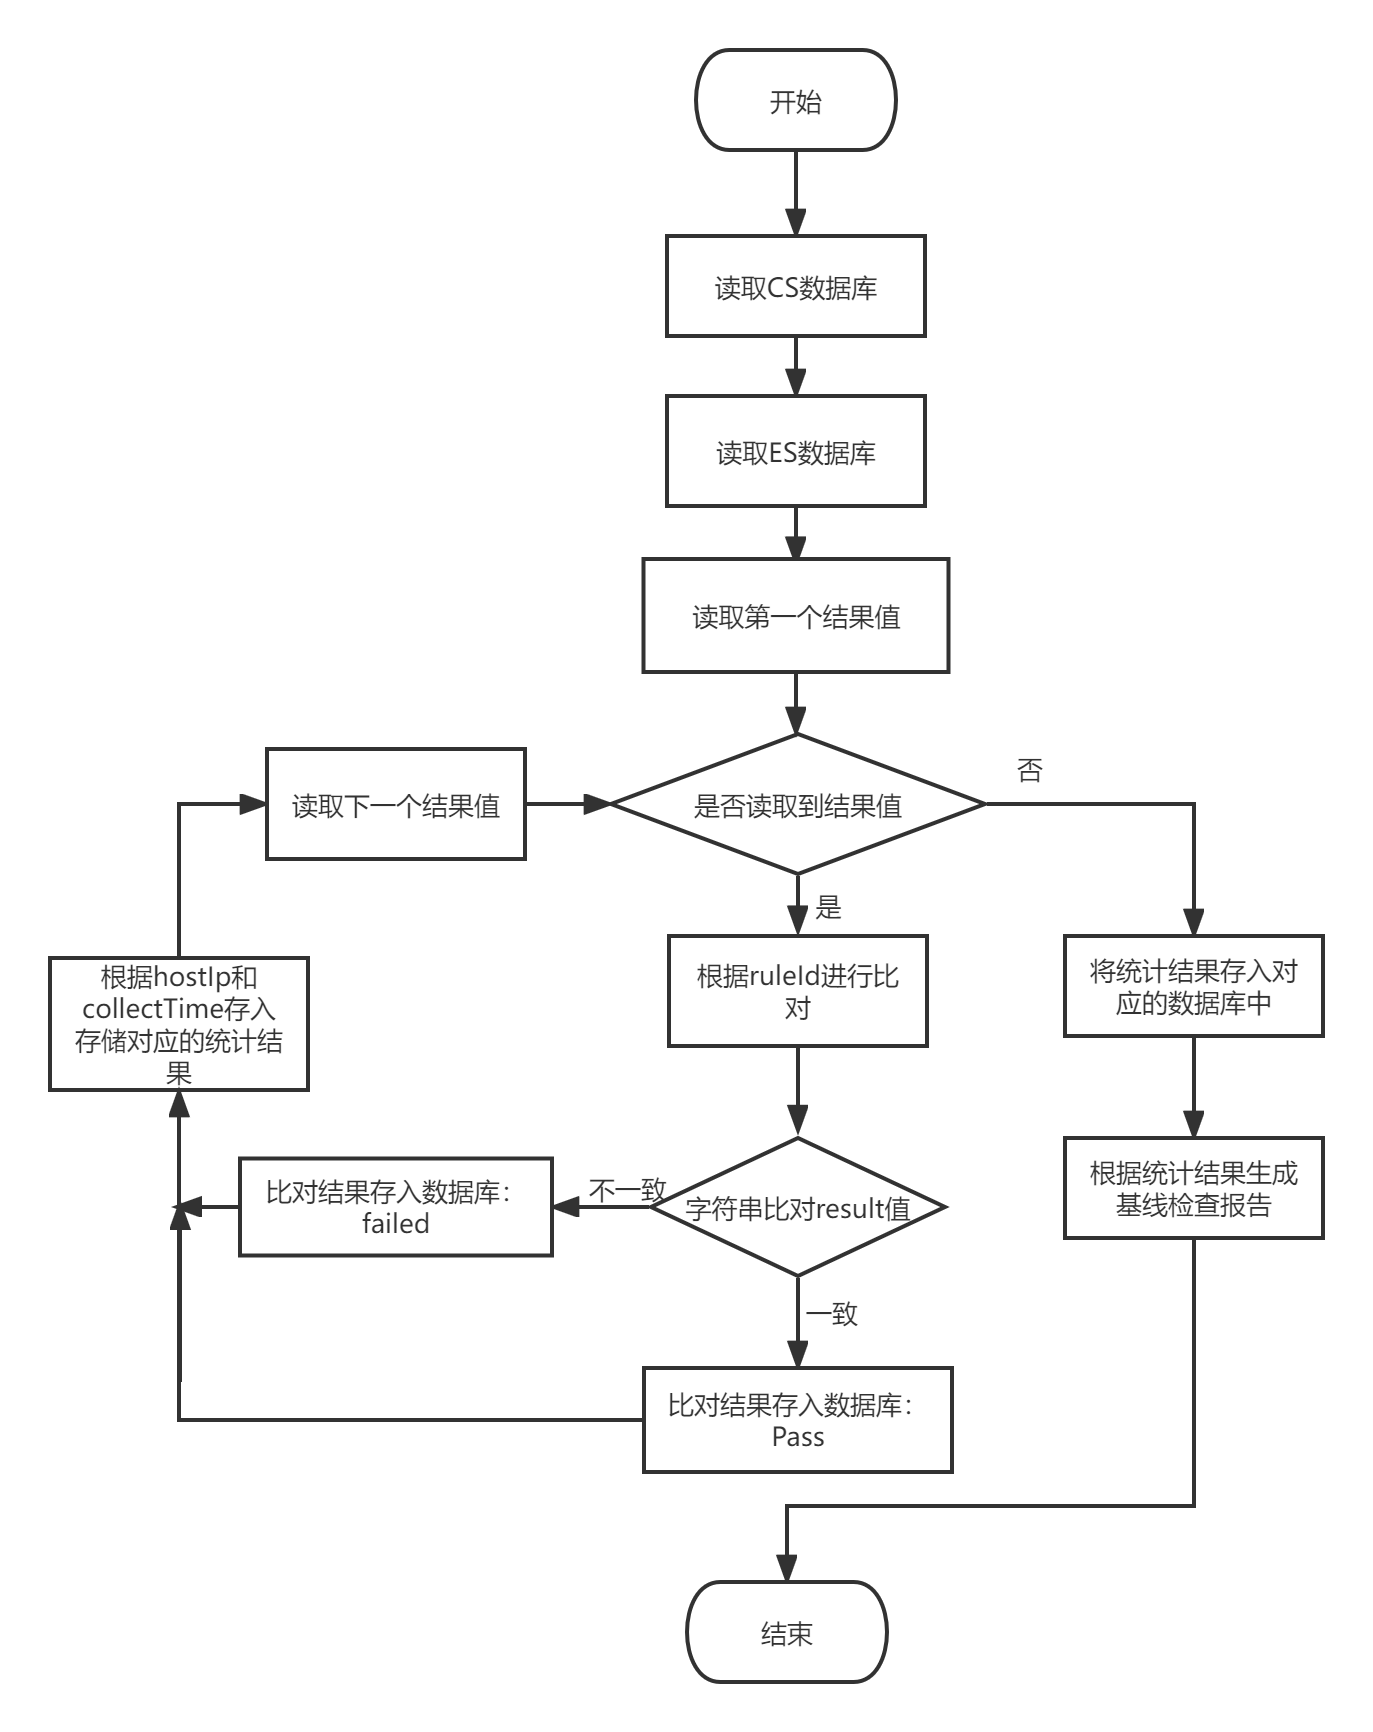 开始
读取CS数据库
读取ES数据库
读取第一个结果值
读取下一个结果值
是否读取到结果值
否
是
根据hostIp和
collectTime存入
存储对应的统计结
果
根据ruleId进行比
对
将统计结果存入对
应的数据库中
比对结果存入数据库：
failed
不一致
字符串比对result值
根据统计结果生成
基线检查报告
一致
比对结果存入数据库：
Pass
结束